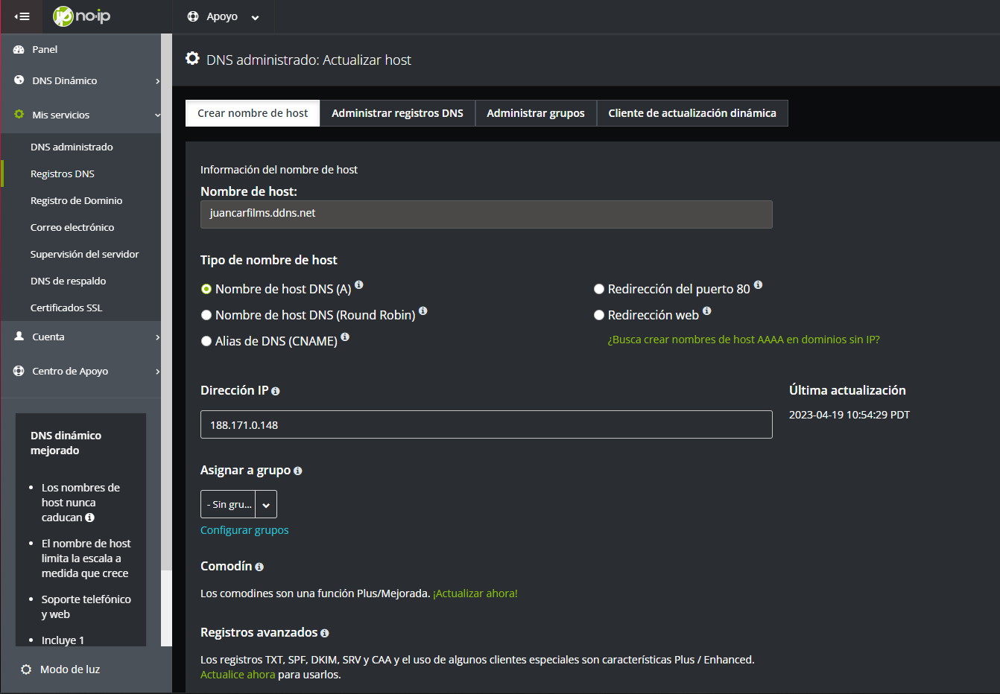 no-ip
Apoyo
Panel
DNS Dinámico
Mis servicios
DNS administrado
Registros DNS
Registro de Dominio
Correo electrónico
Supervisión del servidor
DNS de respaldo
Certificados SSL
Cuenta
Centro de Apoyo
DNS dinámico
mejorado
Los nombres de
host nunca
caducan
El nombre de host
limita la escala a
medida que crece
Soporte telefónico
y web
Incluye 1
Modo de luz
DNS administrado: Actualizar host
Crear nombre de host
Administrar registros DNS
Administrar grupos
Cliente de actualización dinámica
Información del nombre de host
Nombre de host:
juancarfilms.ddns.net
Tipo de nombre de host
Nombre de host DNS (A)
Nombre de host DNS (Round Robin)
Alias de DNS (CNAME)
Redirección del puerto 80
Redirección web
¿Busca crear nombres de host AAAA en dominios sin IP?
Dirección IP
188.171.0.148
Última actualización
2023-04-19 10:54:29 PDT
Asignar a grupo
- Sin gru...
Configurar grupos
Comodín
Los comodines son una función Plus/Mejorada. ¡Actualizar ahora!
Registros avanzados
Los registros TXT, SPF, DKIM, SRV y CAA y el uso de algunos clientes especiales son características Plus / Enhanced.
Actualice ahora para usarlos.